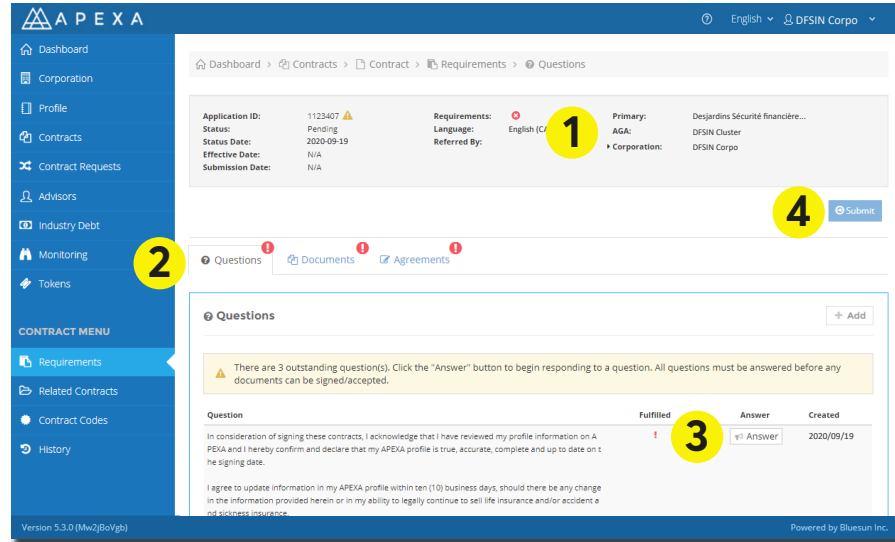 APEXA
English
DFSIN Corpo
Dashboard
Corporation
Profile
Contracts
Contract Requests
Advisors
Industry Debt
Monitoring
Tokens
CONTRACT MENU
Requirements
Related Contracts
Contract Codes
History
Dashboard > Contracts > Contract > Requirements > Questions
Application ID: 1123407
Status: Pending
Status Date: 2020-09-19
Effective Date: N/A
Submission Date: N/A
Requirements:
Language: English (CA
Referred By:
1
Primary: Desjardins Sécurité financière...
AGA: DFSIN Cluster
Corporation: DFSIN Corpo
4
Submit
2
Questions
Documents
Agreements
Questions
+ Add
There are 3 outstanding question(s). Click the "Answer" button to begin responding to a question. All questions must be answered before any
documents can be signed/accepted.
Question Fulfilled Answer Created
In consideration of signing these contracts, I acknowledge that I have reviewed my profile information on A
PEXA and I hereby confirm and declare that my APEXA profile is true, accurate, complete and up to date on t
he signing date.
! 3 Answer 2020/09/19
I agree to update information in my APEXA profile within ten (10) business days, should there be any change
in the information provided herein or in my ability to legally continue to sell life insurance and/or accident a
nd sickness insurance.
Version 5.3.0 (Mw2jBoVgb)
Powered by Bluesun Inc.